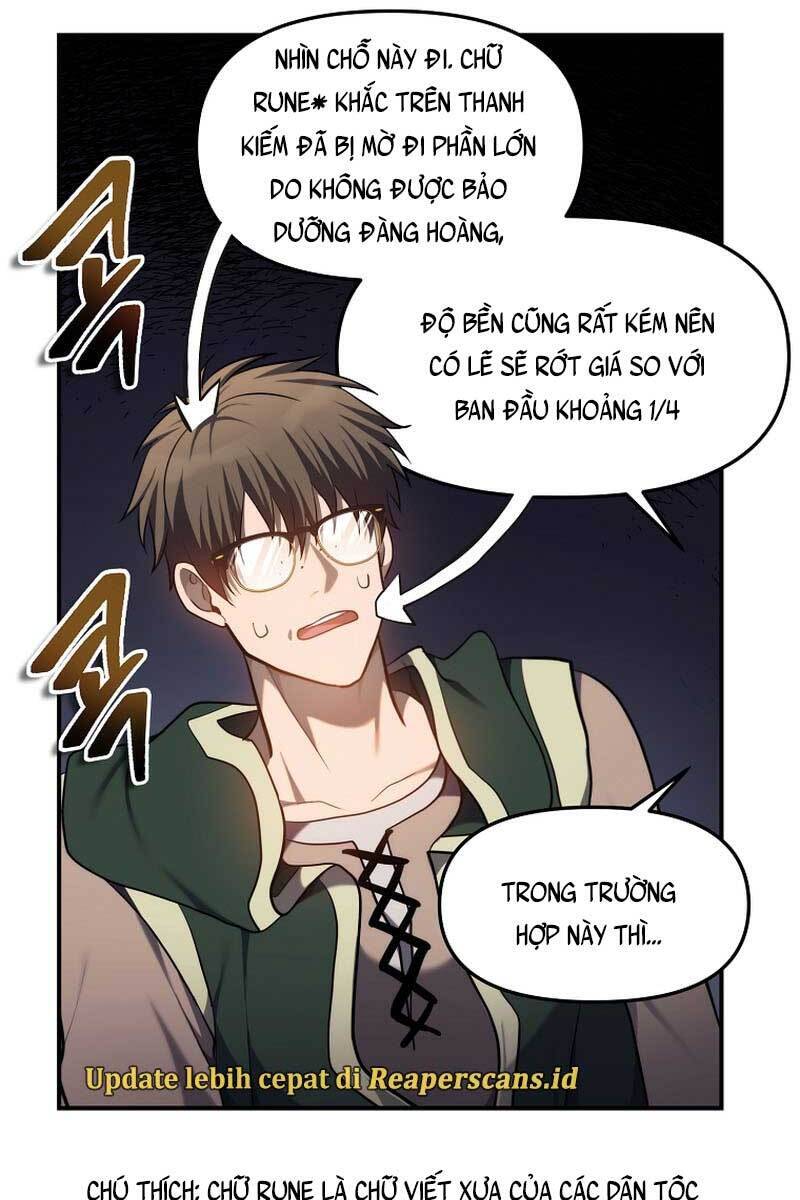 NHÌN CHỖ NÀY ĐI. CHỮ
RUNE* KHẮC TRÊN THANH
KIẾM ĐÃ BỊ MỜ ĐI PHẦN LỚN
DO KHÔNG ĐƯỢC BẢO
DƯỠNG ĐÀNG HOÀNG,
ĐỘ BỀN CŨNG RẤT KÉM NÊN
CÓ LẼ SẼ RỚT GIÁ SO VỚI
BAN ĐẦU KHOẢNG 1/4
TRONG TRƯỜNG
HỢP NÀY THÌ...
Update lebih cepat di Reaperscans.id
CHÚ THÍCH: CHỮ RUNE LÀ CHỮ VIẾT XƯA CỦA CÁC DÂN TỘC